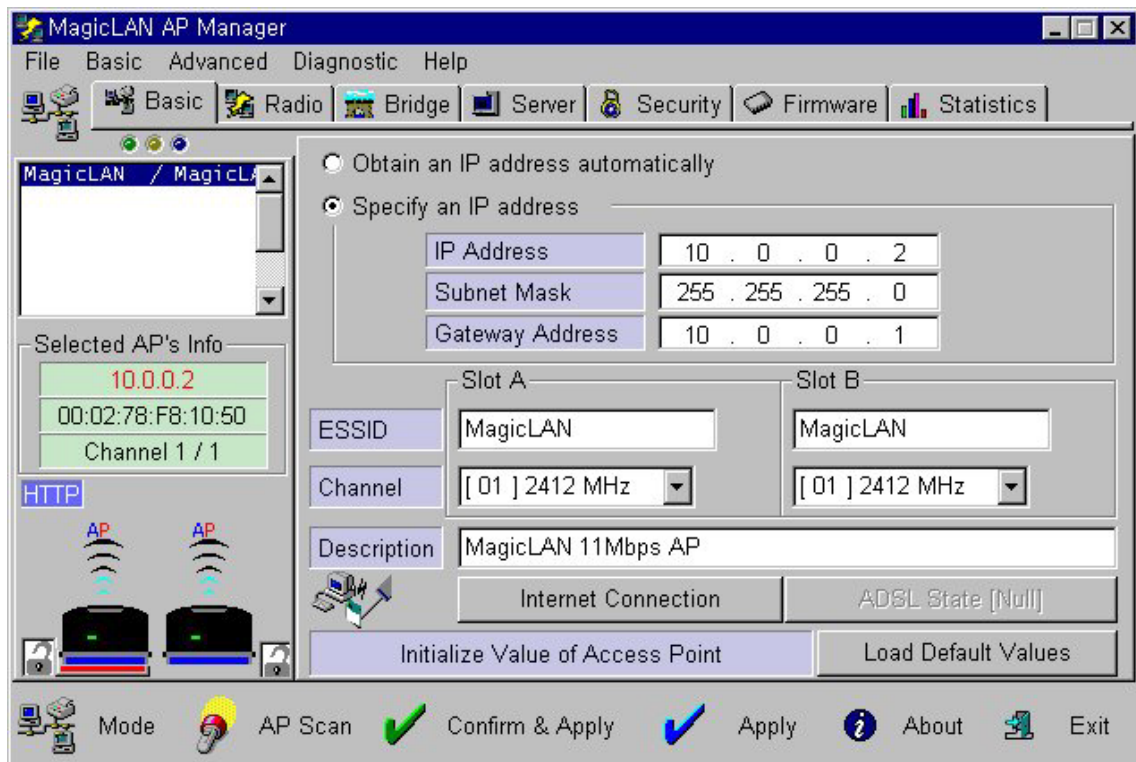 MagicLAN AP Manager
File Basic Advanced Diagnostic Help
Basic Radio Bridge Server Security Firmware Statistics
MagicLAN / MagicLA
Obtain an IP address automatically
Specify an IP address
IP Address 10 . 0 . 0 . 2
Subnet Mask 255 . 255 . 255 . 0
Gateway Address 10 . 0 . 0 . 1
Selected AP's Info
10.0.0.2
00:02:78:F8:10:50
Channel 1 / 1
HTTP
AP AP
Slot A Slot B
ESSID MagicLAN MagicLAN
Channel [ 01 ] 2412 MHz [ 01 ] 2412 MHz
Description MagicLAN 11Mbps AP
Internet Connection ADSL State [Null]
Initialize Value of Access Point Load Default Values
Mode AP Scan Confirm & Apply Apply About Exit